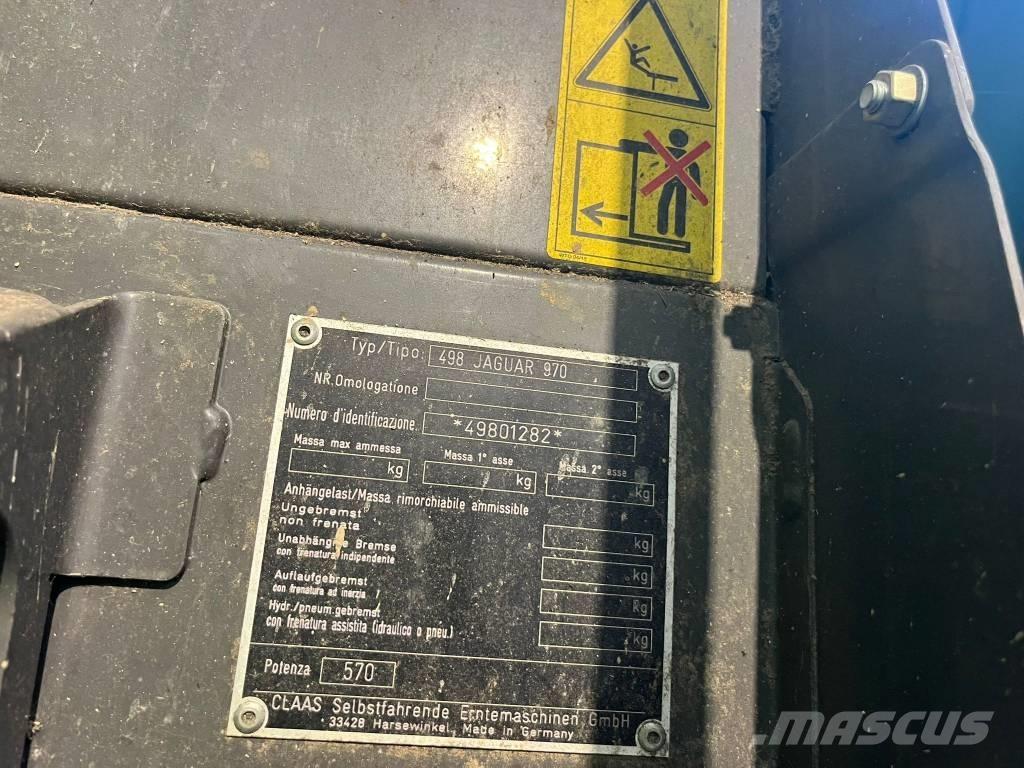 Typ/Tipo 498 JAGUAR 970
NR.Omologatione
Numero d'identificazione *49801282*
Massa max ammessa Massa 1° asse Massa 2° asse
kg kg kg
Anhängelast/Massa rimorchiabile ammissible
Ungebremst
non frenata kg
Unabhängige Bremse
con frenatura indipendente kg
Auflaufgebremst
con frenatura ad inerzia kg
Hydr./pneum.gebremst
con frenatura assistita (idraulico o pneu.) kg
Potenza 570
CLAAS Selbstfahrende Erntemaschinen GmbH
33428 Harsewinkel, Made in Germany
MASCUS